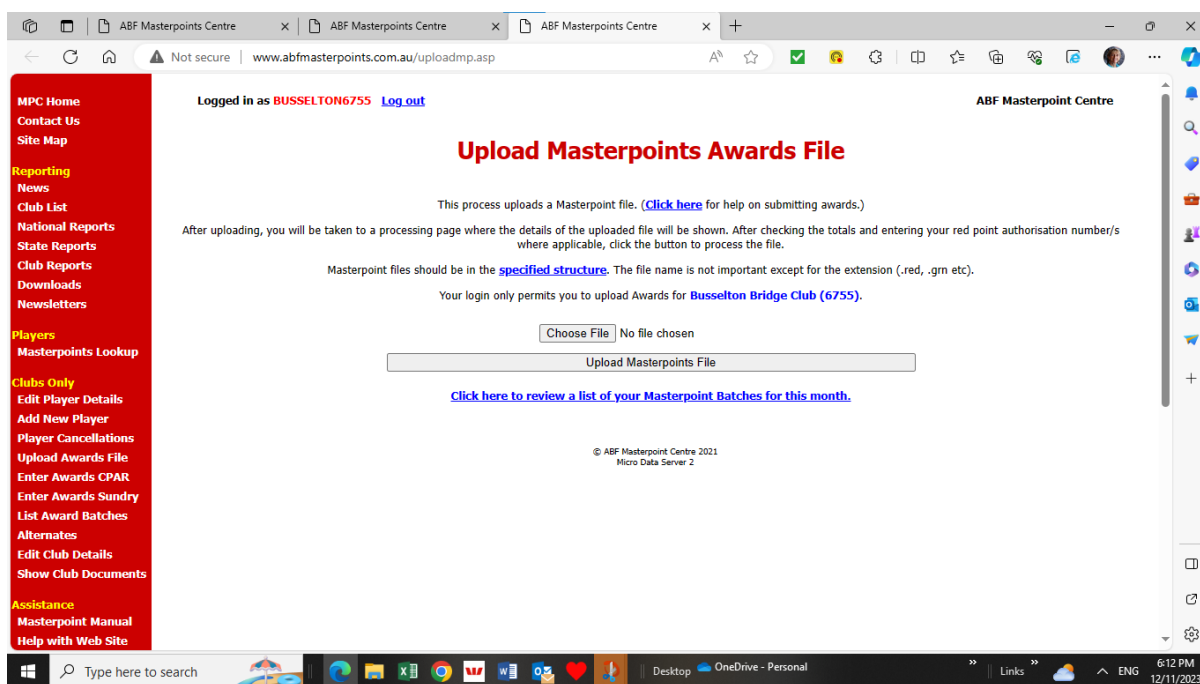 ABF Masterpoints Centre
ABF Masterpoints Centre
ABF Masterpoints Centre
Not secure
www.abfmasterpoints.com.au/uploadmp.asp
MPC Home
Contact Us
Site Map
Reporting
News
Club List
National Reports
State Reports
Club Reports
Downloads
Newsletters
Players
Masterpoints Lookup
Clubs Only
Edit Player Details
Add New Player
Player Cancellations
Upload Awards File
Enter Awards CPAR
Enter Awards Sundry
List Award Batches
Alternates
Edit Club Details
Show Club Documents
Assistance
Masterpoint Manual
Help with Web Site
Logged in as BUSSELTON6755 Log out
ABF Masterpoint Centre
Upload Masterpoints Awards File
This process uploads a Masterpoint file. (Click here for help on submitting awards.)
After uploading, you will be taken to a processing page where the details of the uploaded file will be shown. After checking the totals and entering your red point authorisation number/s
where applicable, click the button to process the file.
Masterpoint files should be in the specified structure. The file name is not important except for the extension (.red, .grn etc).
Your login only permits you to upload Awards for Busselton Bridge Club (6755).
Choose File No file chosen
Upload Masterpoints File
Click here to review a list of your Masterpoint Batches for this month.
© ABF Masterpoint Centre 2021
Micro Data Server 2
Type here to search
Desktop
OneDrive - Personal
Links
ENG
6:12 PM